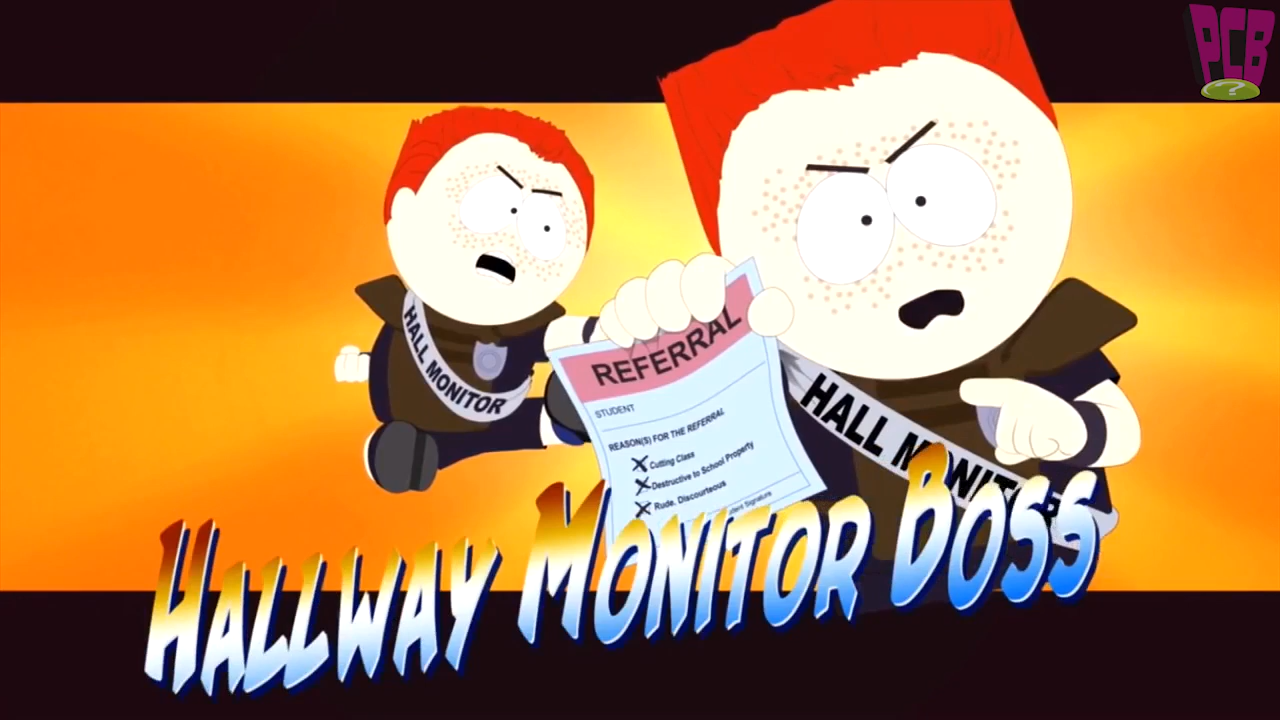 PCB
?
HALL MONITOR
REFERRAL
STUDENT
REASON(S) FOR THE REFERRAL
X Cutting Class
X Destructive to School Property
X Rude, Discourteous
Signature
HALL MONITOR
HALLWAY MONITOR BOSS